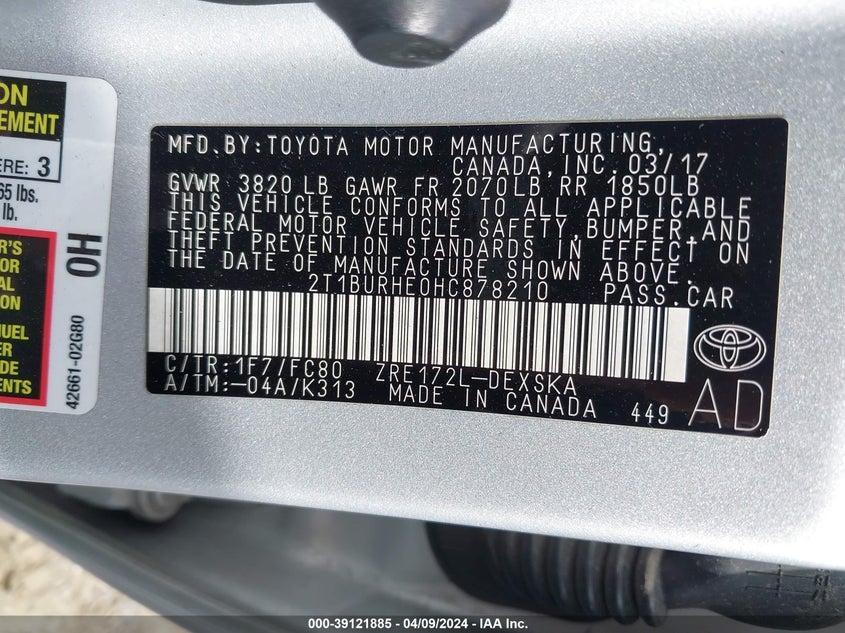 ON
EMENT
ERE: 3
65 lbs.
lb.
R'S
OR
AL
ION
NUEL
ER
DE
ENTS
OH
42661-02G80
MFD.BY:TOYOTA MOTOR MANUFACTURING,
CANADA,INC. 03/17
GVWR 3820 LB GAWR FR 2070LB RR 1850LB
THIS VEHICLE CONFORMS TO ALL APPLICABLE
FEDERAL MOTOR VEHICLE SAFETY,BUMPER,AND
THEFT PREVENTION STANDARDS IN EFFECT ON
THE DATE OF MANUFACTURE SHOWN ABOVE.
2T1BURHE0HC878210 PASS.CAR
C/TR:1F7/FC80 ZRE172L-DEXSKA
A/TM:-04A/K313 MADE IN CANADA 449
AD
000-39121885 - 04/09/2024 - IAA Inc.